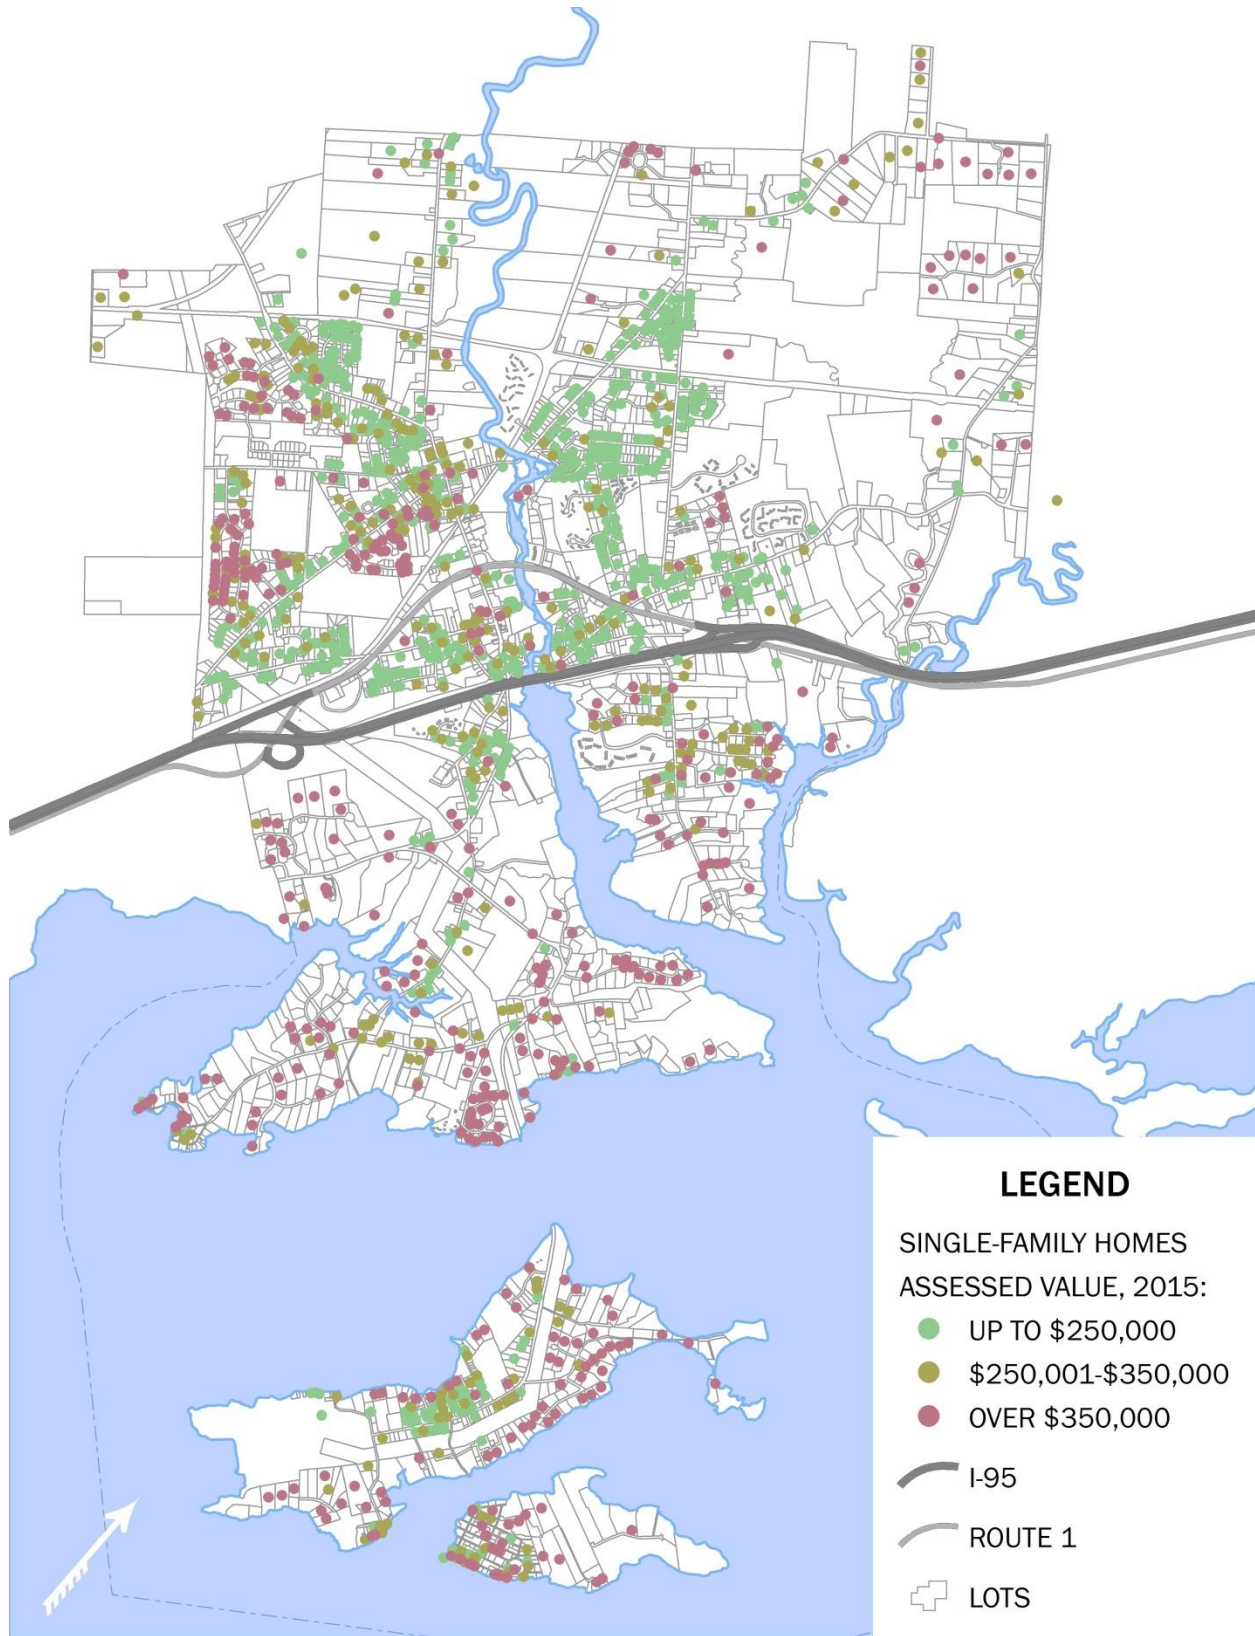 LEGEND
SINGLE-FAMILY HOMES
ASSESSED VALUE, 2015:
UP TO $250,000
$250,001-$350,000
OVER $350,000
I-95
ROUTE 1
LOTS